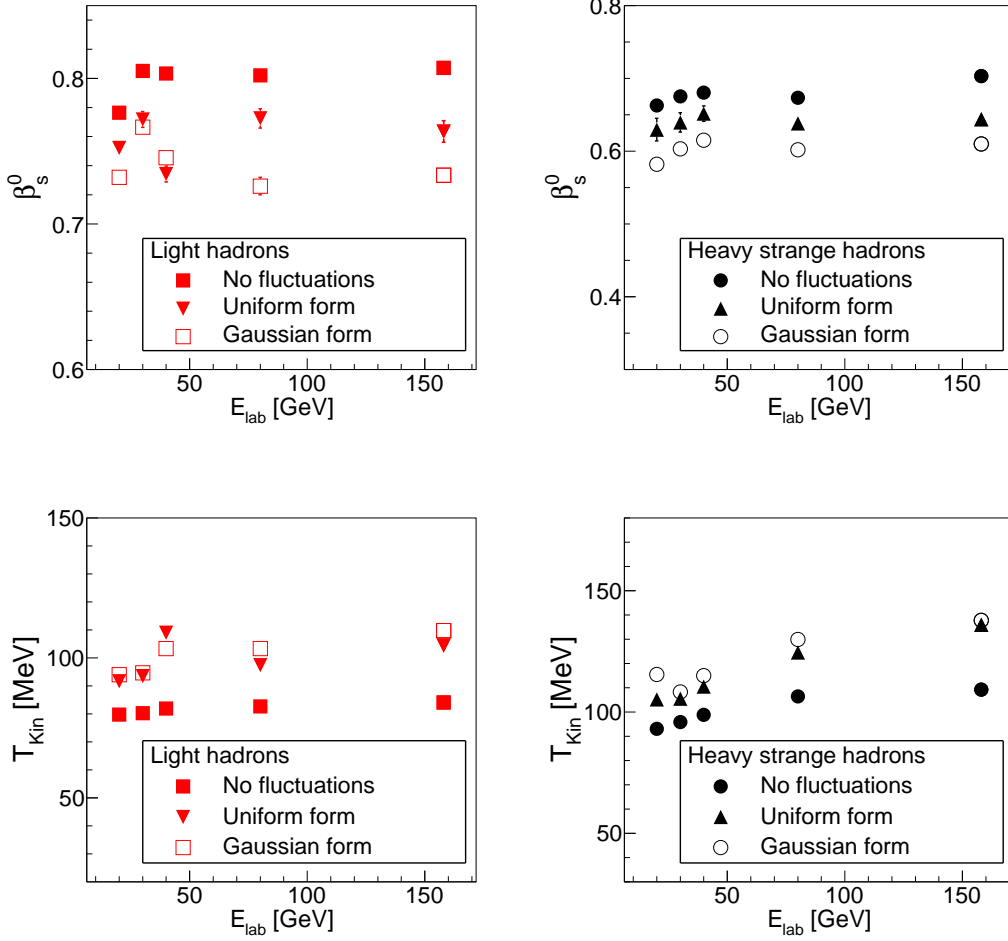 0.8
0.7
0.6
β_s^0
Light hadrons
No fluctuations
Uniform form
Gaussian form
50 100 150
E_lab [GeV]
0.8
0.6
0.4
β_s^0
Heavy strange hadrons
No fluctuations
Uniform form
Gaussian form
50 100 150
E_lab [GeV]
150
100
50
T_Kin [MeV]
Light hadrons
No fluctuations
Uniform form
Gaussian form
50 100 150
E_lab [GeV]
150
100
50
T_Kin [MeV]
Heavy strange hadrons
No fluctuations
Uniform form
Gaussian form
50 100 150
E_lab [GeV]